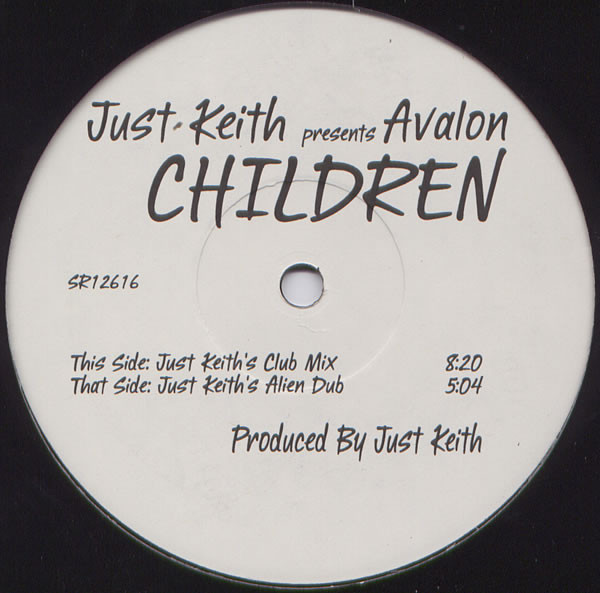 Just Keith presents Avalon
CHILDREN
SR12616
This Side: Just Keith's Club Mix 8:20
That Side: Just Keith's Alien Dub 5:04
Produced By Just Keith